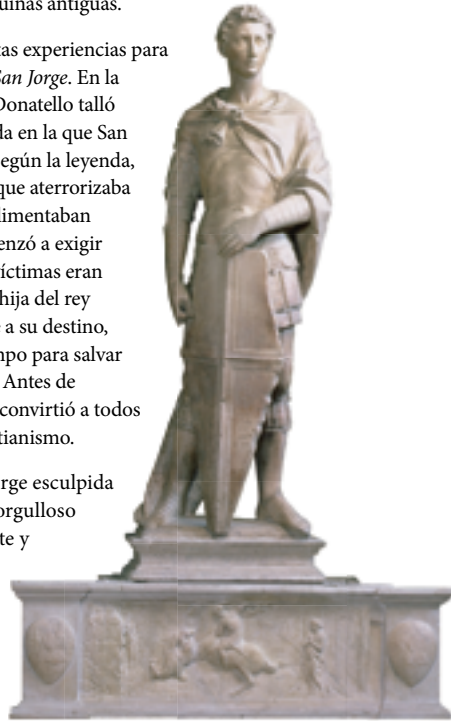 uinas antiguas.
tas experiencias para
San Jorge. En la
Donatello talló
da en la que San
egún la leyenda,
que aterrorizaba
limentaban
enzó a exigir
íctimas eran
hija del rey
e a su destino,
mpo para salvar
Antes de
convirtió a todos
tianismo.
rge esculpida
orgulloso
te y